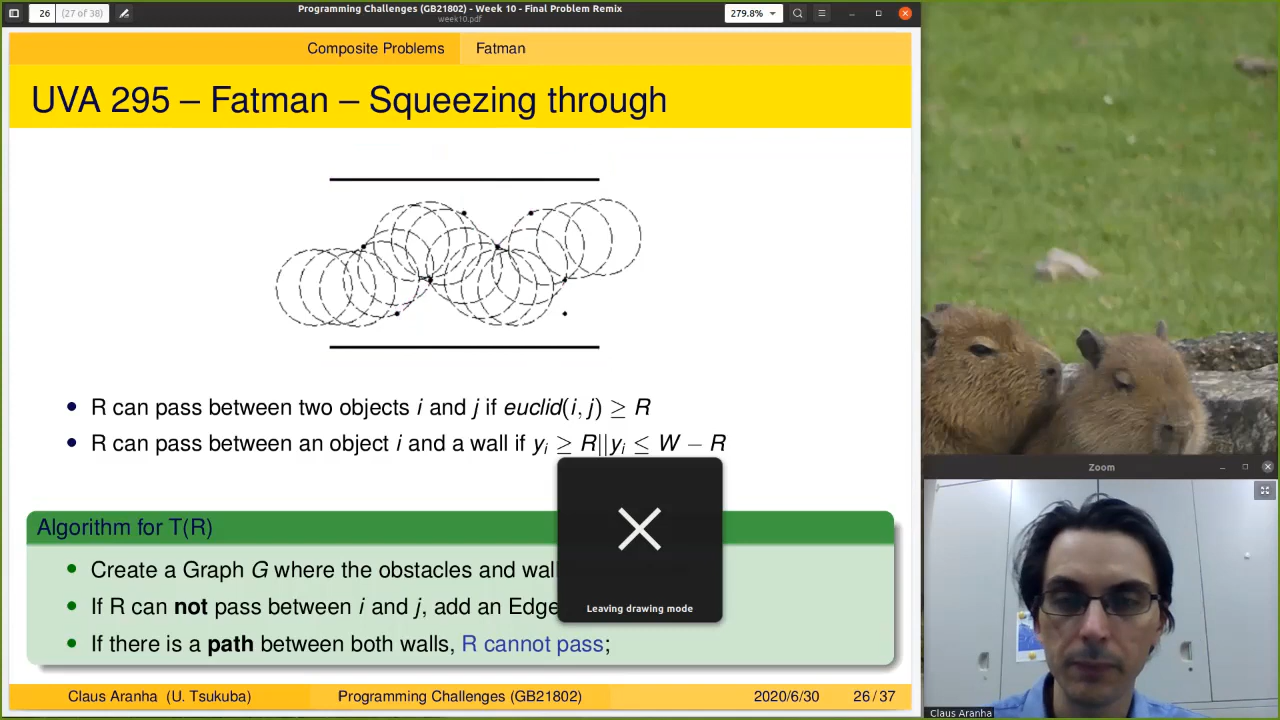 26
(27 of 38)
Programming Challenges (GB21802) - Week 10 - Final Problem Remix
week10.pdf
279.8%
Composite Problems
Fatman
UVA 295 – Fatman – Squeezing through
R can pass between two objects i and j if euclid(i, j) ≥ R
R can pass between an object i and a wall if yᵢ ≥ R||yᵢ ≤ W − R
Algorithm for T(R)
Create a Graph G where the obstacles and
If R can not pass between i and j, add an Edge
If there is a path between both walls, R cannot pass;
Leaving drawing mode
Claus Aranha (U. Tsukuba)
Programming Challenges (GB21802)
2020/6/30
26 / 37
Zoom
Claus Aranha